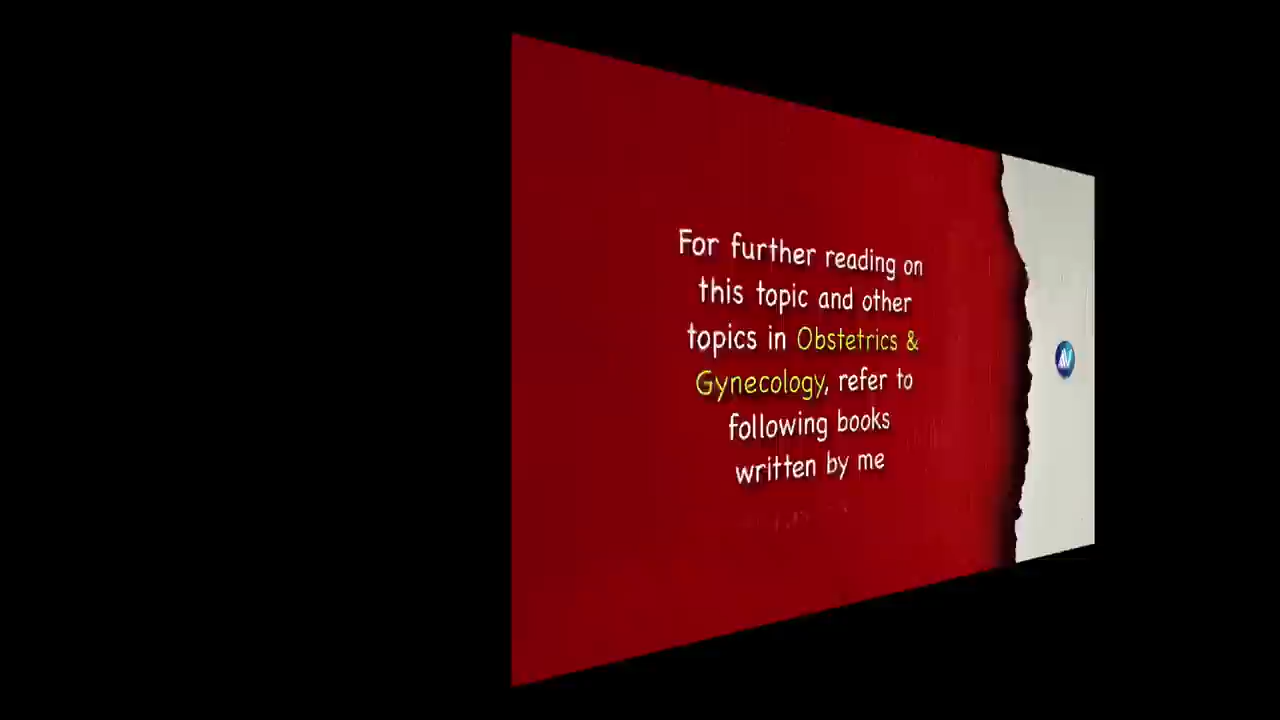 For further reading on
this topic and other
topics in Obstetrics &
Gynecology, refer to
following books
written by me
AV